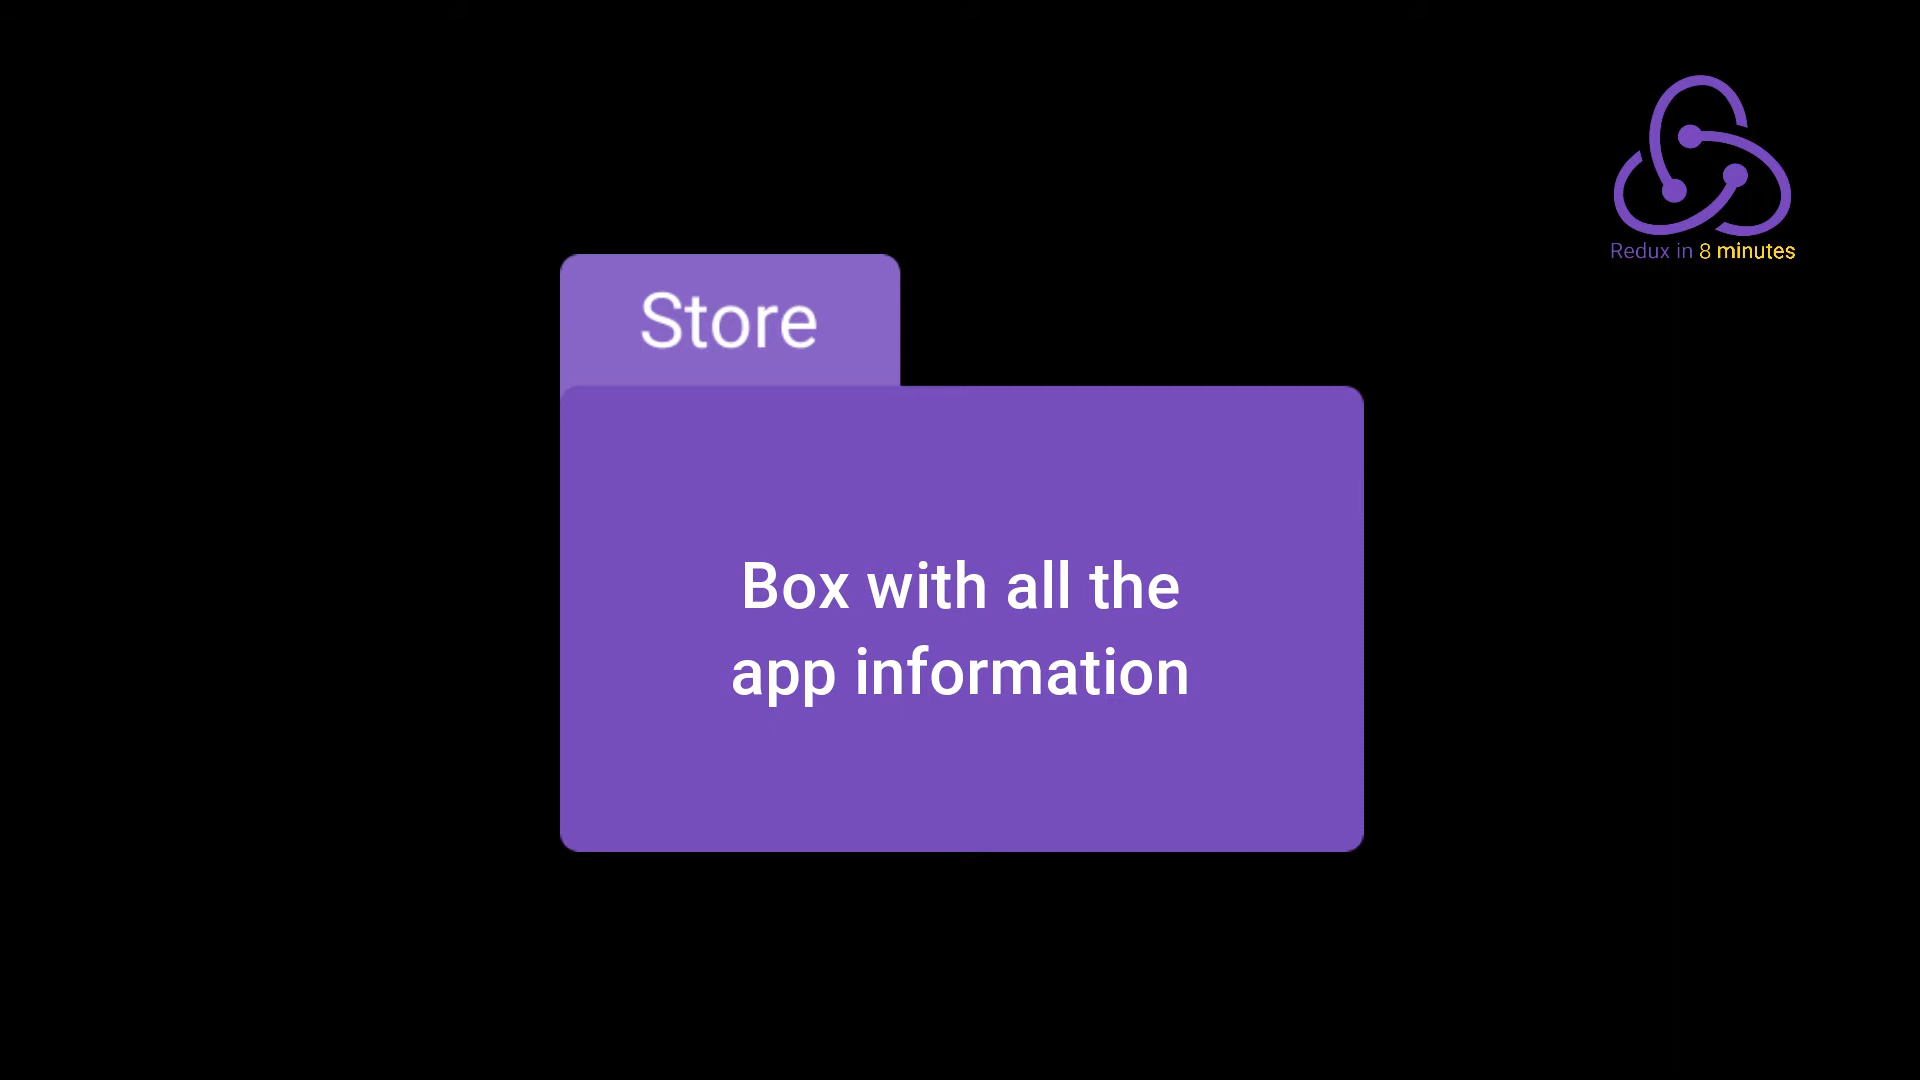 Redux in 8 minutes
Store
Box with all the
app information